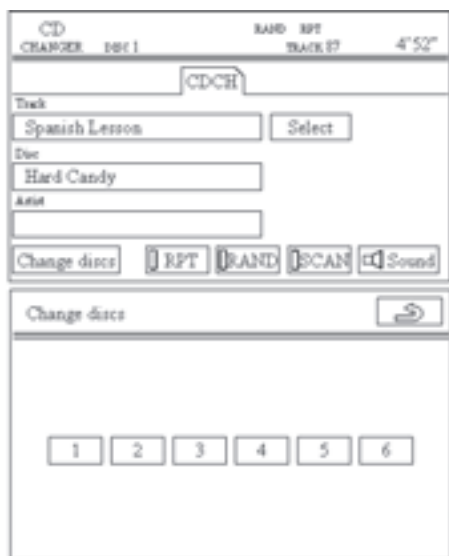 CD RAND RPT
CHANGER DISC 1 TRACK 87 4'52"
CDCH
Track
Spanish Lesson Select
Disc
Hard Candy
Artist
Change discs RPT RAND SCAN Sound
Change discs
1 2 3 4 5 6